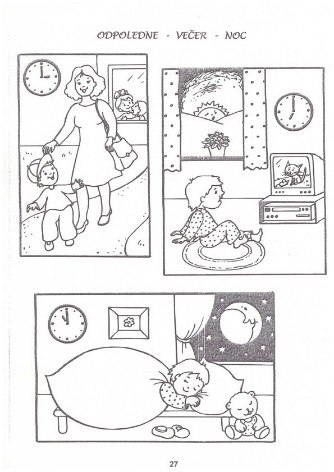 ODPOLEDNE - VEČER - NOC
27